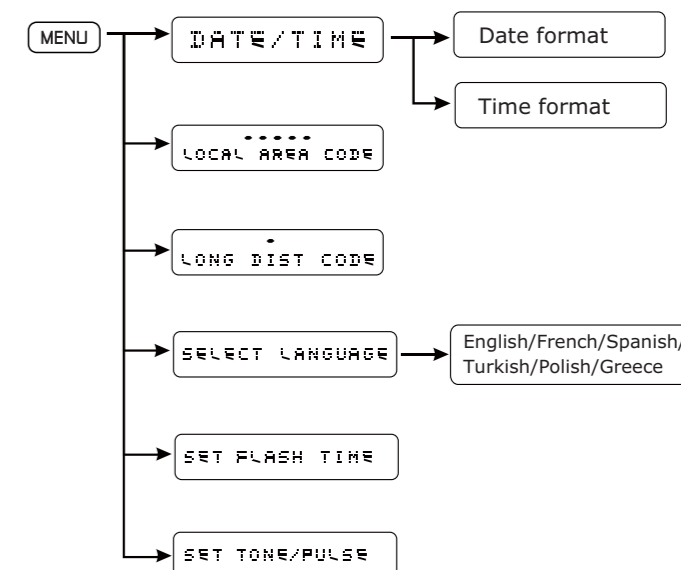 MENU
DATE/TIME
Date format
Time format
LOCAL AREA CODE
LONG DIST CODE
SELECT LANGUAGE
English/French/Spanish/
Turkish/Polish/Greece
SET FLASH TIME
SET TONE/PULSE